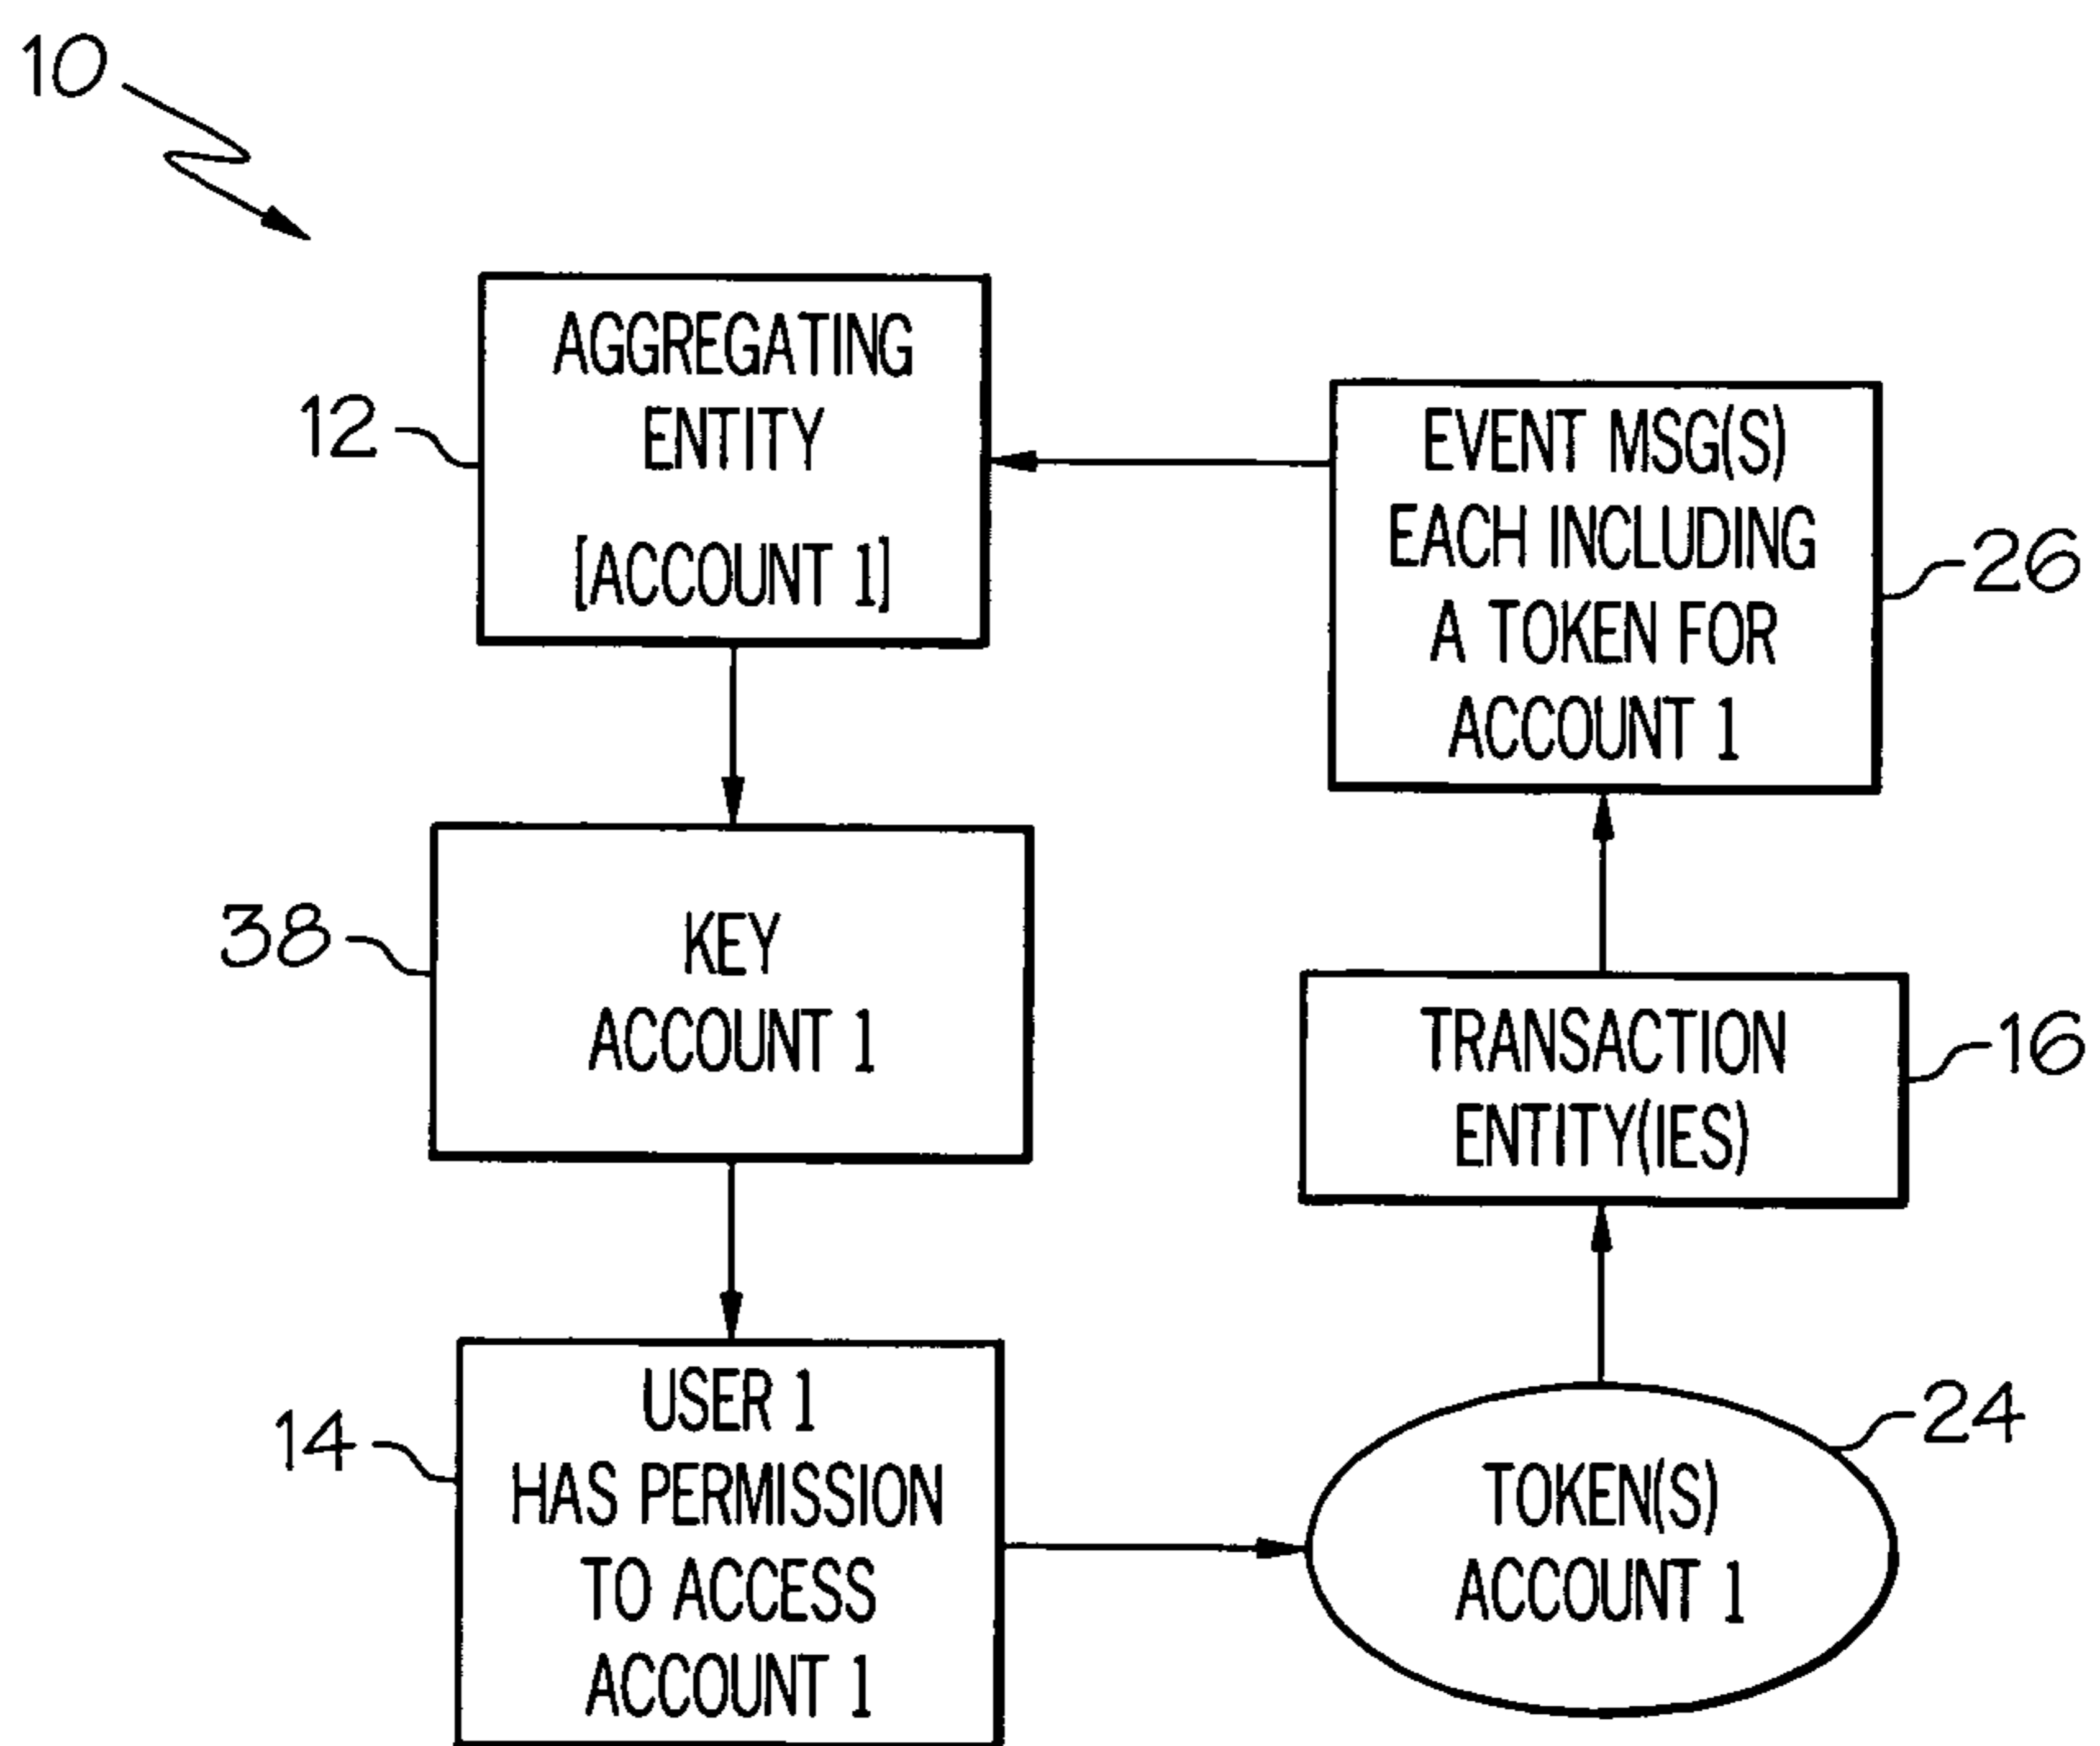 10
12
AGGREGATING
ENTITY
[ACCOUNT 1]
EVENT MSG(S)
EACH INCLUDING
A TOKEN FOR
ACCOUNT 1
26
38
KEY
ACCOUNT 1
TRANSACTION
ENTITY(IES)
16
14
USER 1
HAS PERMISSION
TO ACCESS
ACCOUNT 1
TOKEN(S)
ACCOUNT 1
24